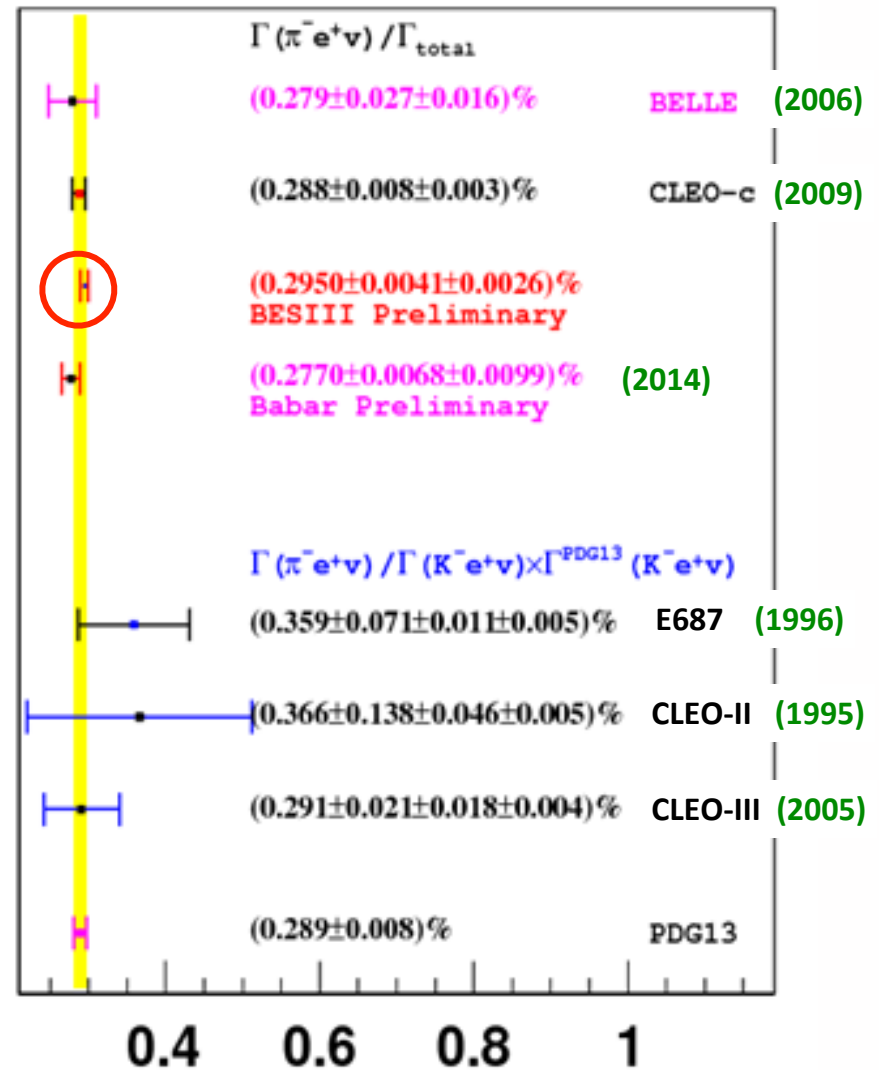 Γ(π⁻e⁺ν)/Γtotal
(0.279±0.027±0.016)% BELLE (2006)
(0.288±0.008±0.003)% CLEO-c (2009)
(0.2950±0.0041±0.0026)%
BESIII Preliminary
(0.2770±0.0068±0.0099)% (2014)
Babar Preliminary
Γ(π⁻e⁺ν)/Γ(K⁻e⁺ν)×Γᴾᴰᴳ¹³(K⁻e⁺ν)
(0.359±0.071±0.011±0.005)% E687 (1996)
(0.366±0.138±0.046±0.005)% CLEO-II (1995)
(0.291±0.021±0.018±0.004)% CLEO-III (2005)
(0.289±0.008)% PDG13
0.4 0.6 0.8 1